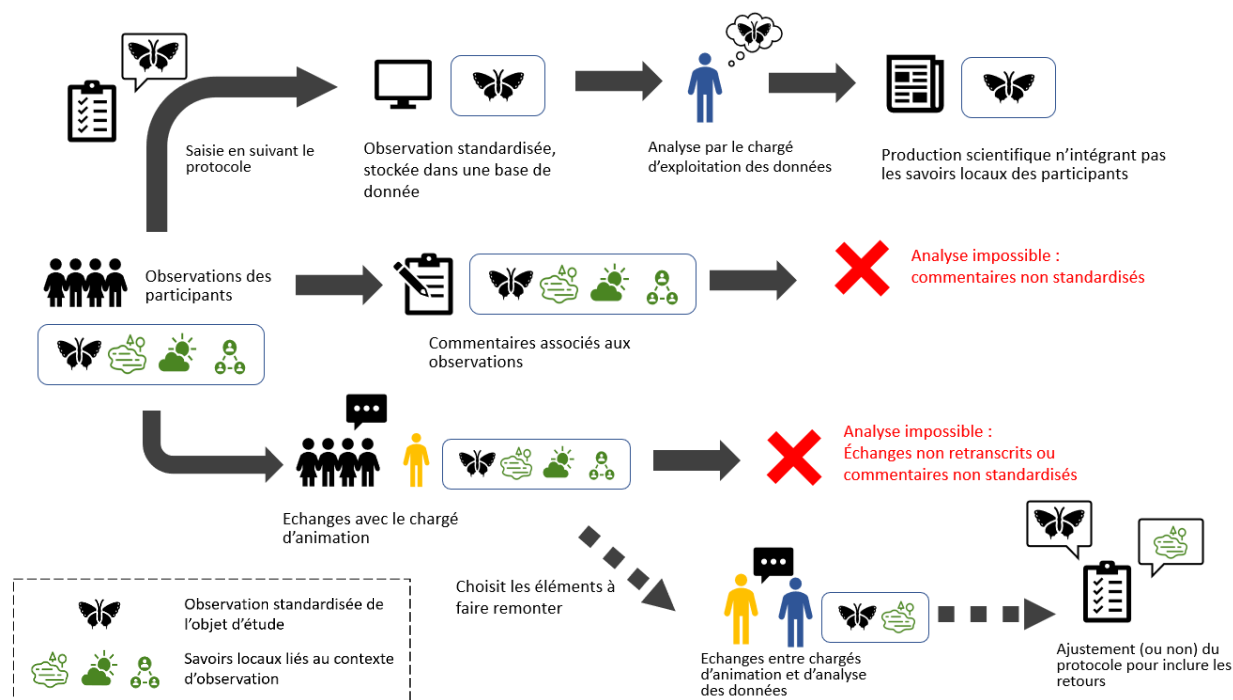 Saisie en suivant le
protocole
Observation standardisée,
stockée dans une base de
donnée
Analyse par le chargé
d'exploitation des données
Production scientifique n'intégrant pas
les savoirs locaux des participants
Observations des
participants
Commentaires associés aux
observations
Analyse impossible :
commentaires non standardisés
Echanges avec le chargé
d'animation
Analyse impossible :
Échanges non retranscrits ou
commentaires non standardisés
Choisit les éléments à
faire remonter
Echanges entre chargés
d'animation et d'analyse
des données
Ajustement (ou non) du
protocole pour inclure les
retours
Observation standardisée de
l'objet d'étude
Savoirs locaux liés au contexte
d'observation